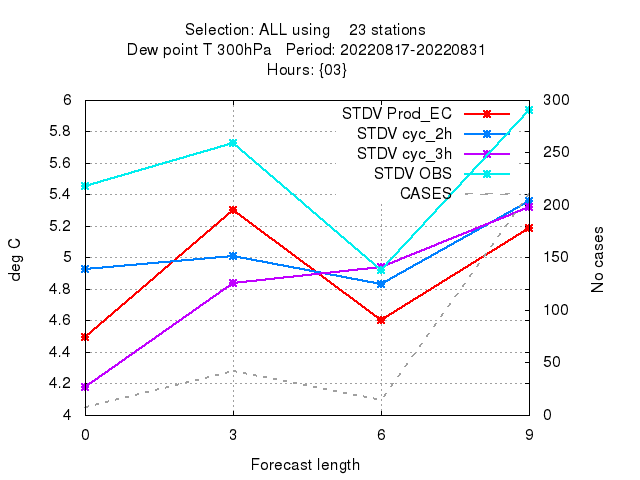 Selection: ALL using 23 stations
Dew point T 300hPa Period: 20220817-20220831
Hours: {03}
STDV Prod_EC
STDV cyc_2h
STDV cyc_3h
STDV OBS
CASES
6
5.8
5.6
5.4
5.2
5
4.8
4.6
4.4
4.2
4
300
250
200
150
100
50
0
deg C
No cases
0 3 6 9
Forecast length